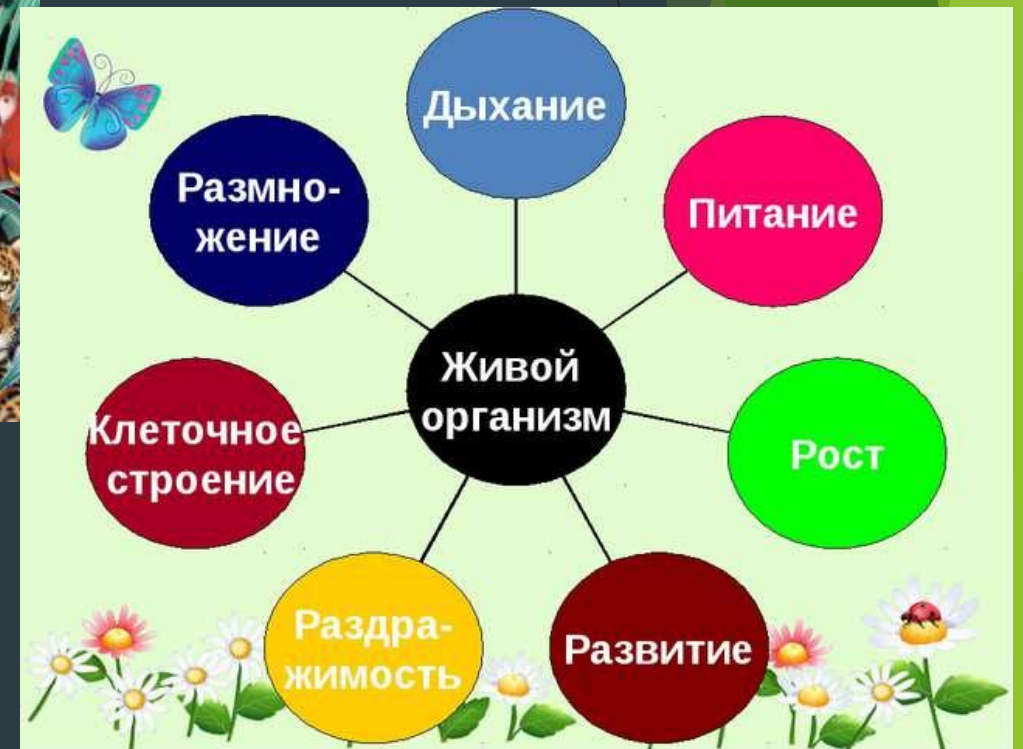 Дыхание
Размно-
жение
Питание
Живой
организм
Клеточное
строение
Рост
Раздра-
жимость
Развитие